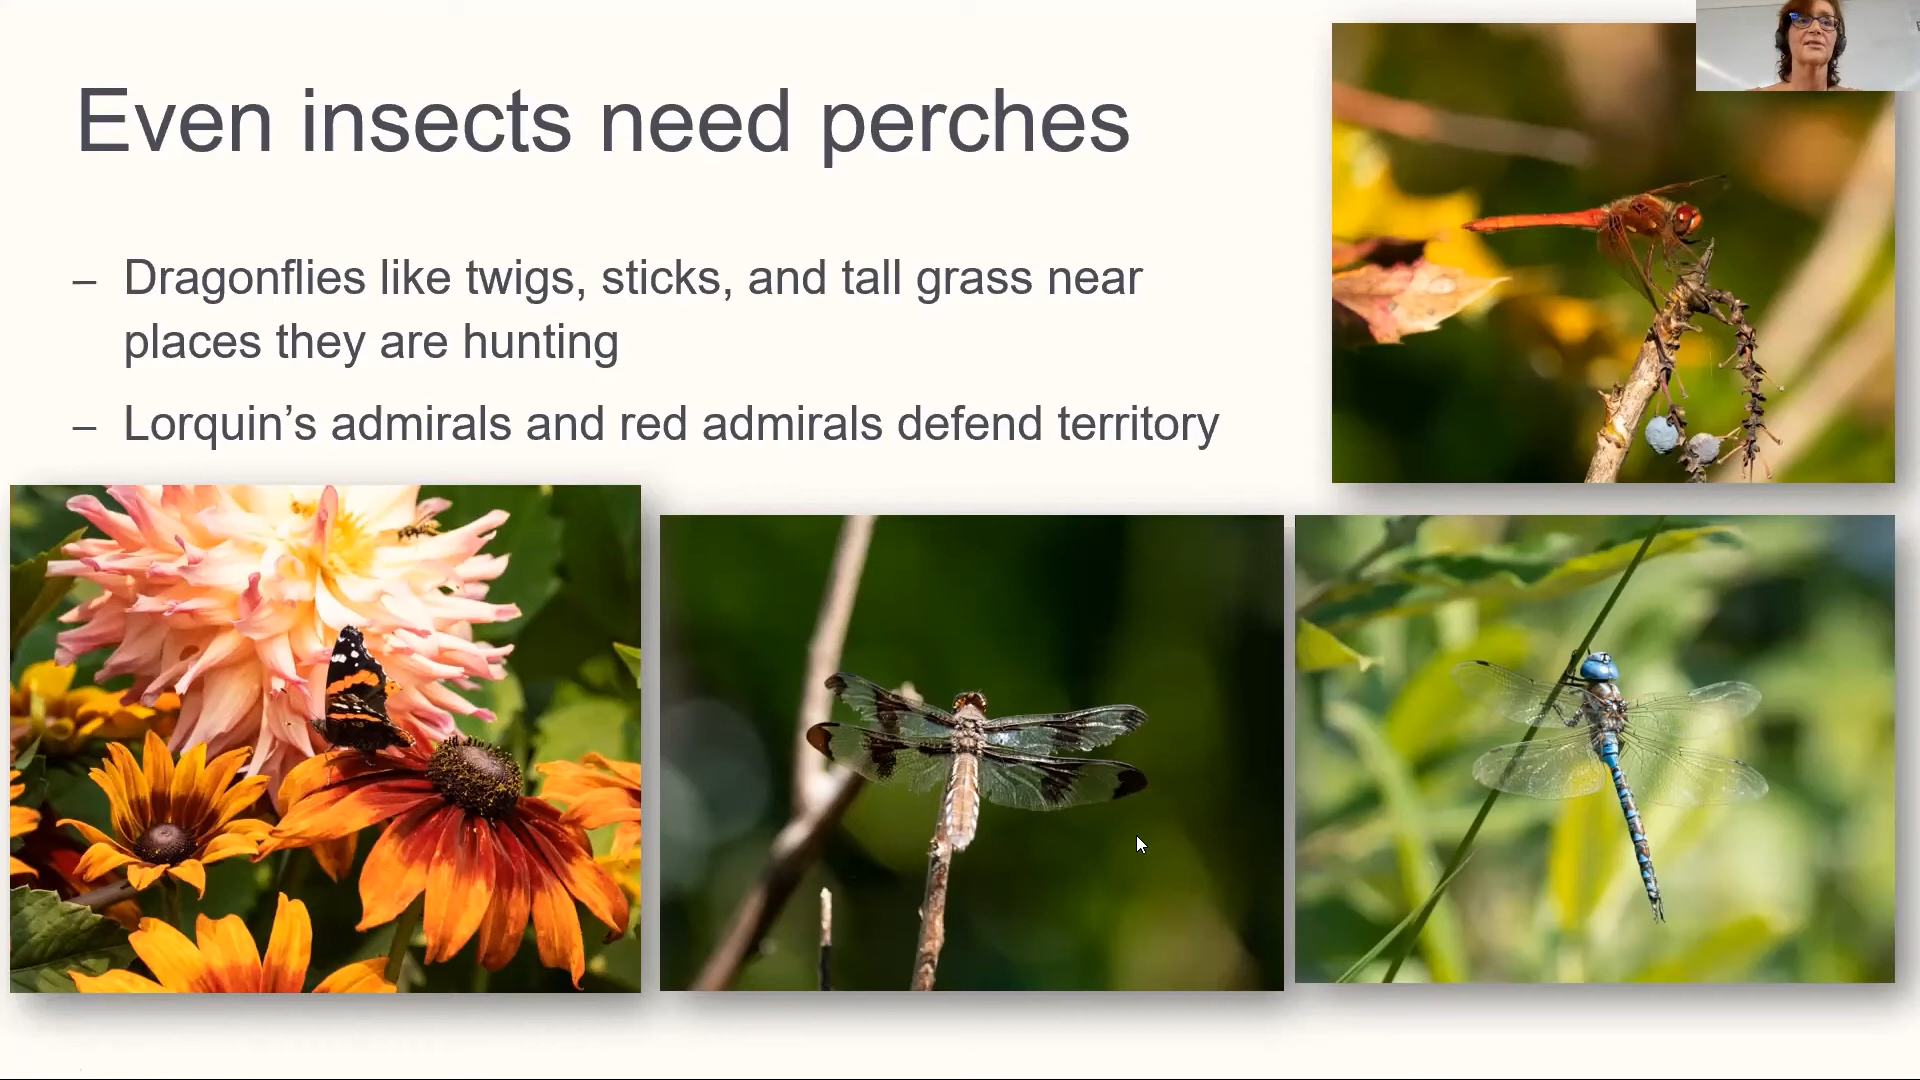 Even insects need perches
– Dragonflies like twigs, sticks, and tall grass near
places they are hunting
– Lorquin’s admirals and red admirals defend territory